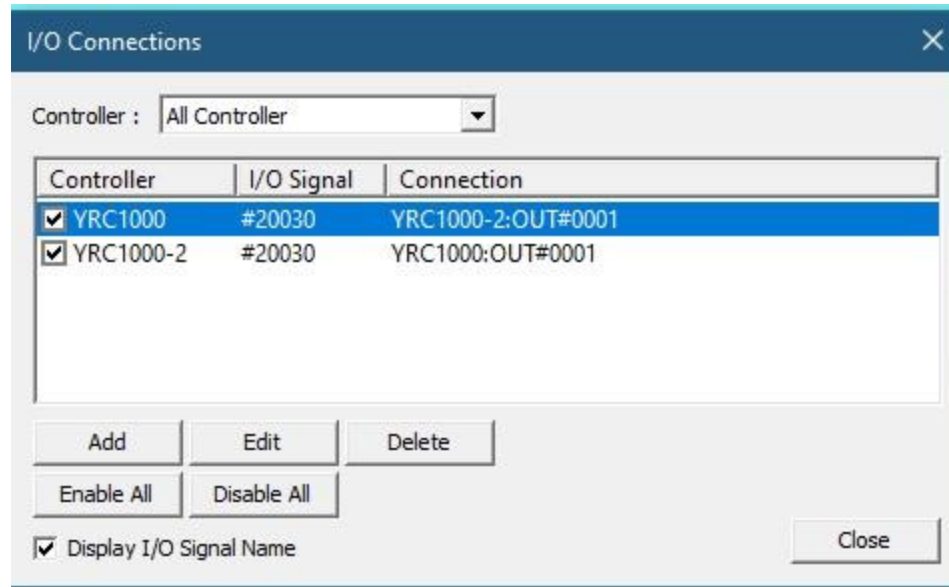 I/O Connections
Controller : All Controller
Controller I/O Signal Connection
YRC1000 #20030 YRC1000-2:OUT#0001
YRC1000-2 #20030 YRC1000:OUT#0001
Add Edit Delete
Enable All Disable All
Display I/O Signal Name
Close